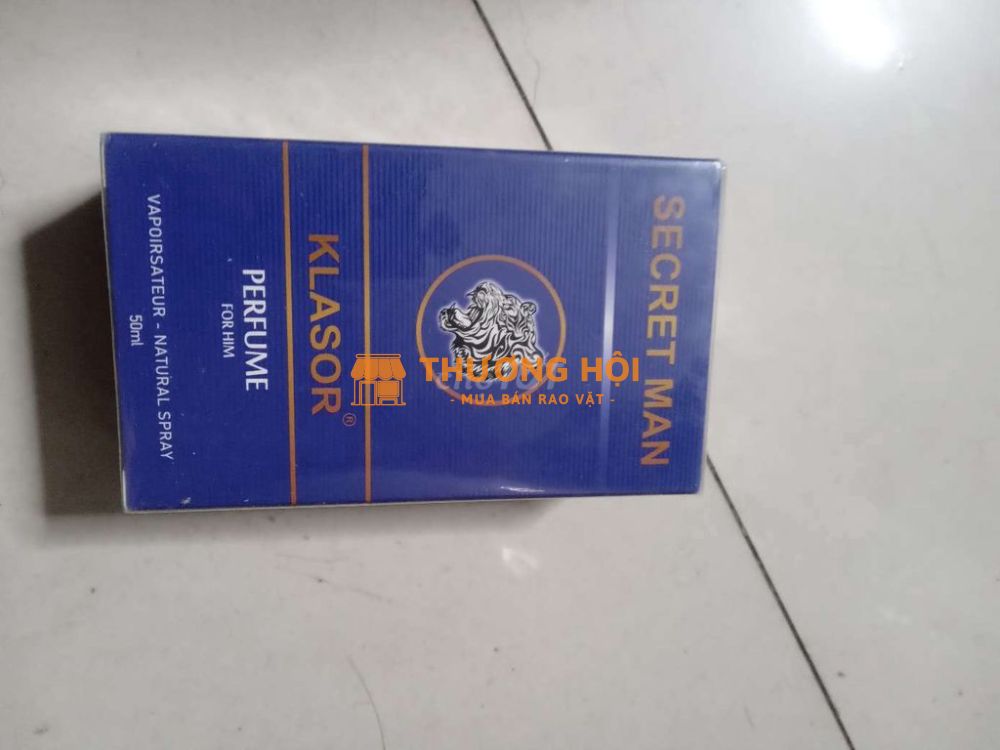 SECRET MAN
KLASOR®
PERFUME
FOR HIM
VAPOIRSATEUR - NATURAL SPRAY
50ml
THƯƠNG HỘI
- MUA BÁN RAO VẶT -